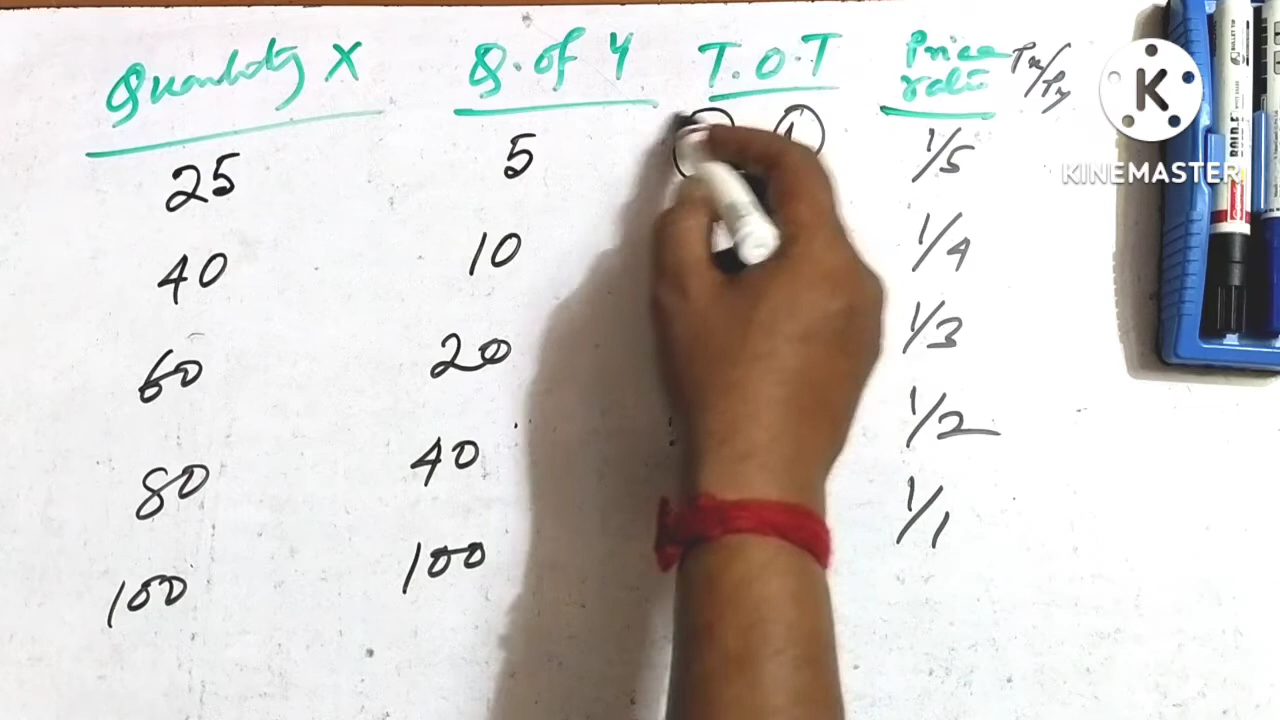 Quantity X Q. of Y T.O.T Price ratio Px/Py
25 5 1/5
40 10 1/4
60 20 1/3
80 40 1/2
100 100 1/1
K
KINEMASTER